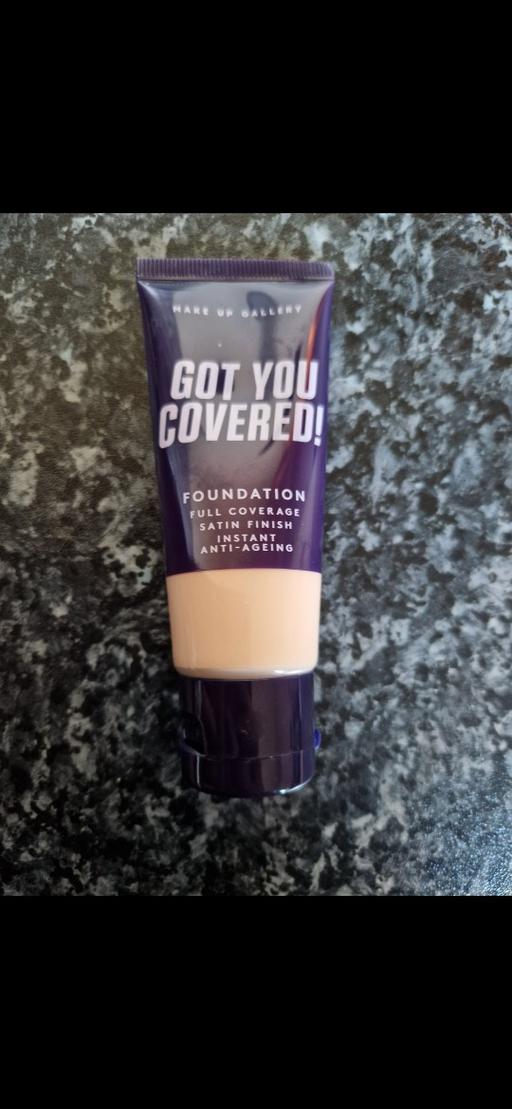 MAKE UP GALLERY
GOT YOU
COVERED!
FOUNDATION
FULL COVERAGE
SATIN FINISH
INSTANT
ANTI-AGEING